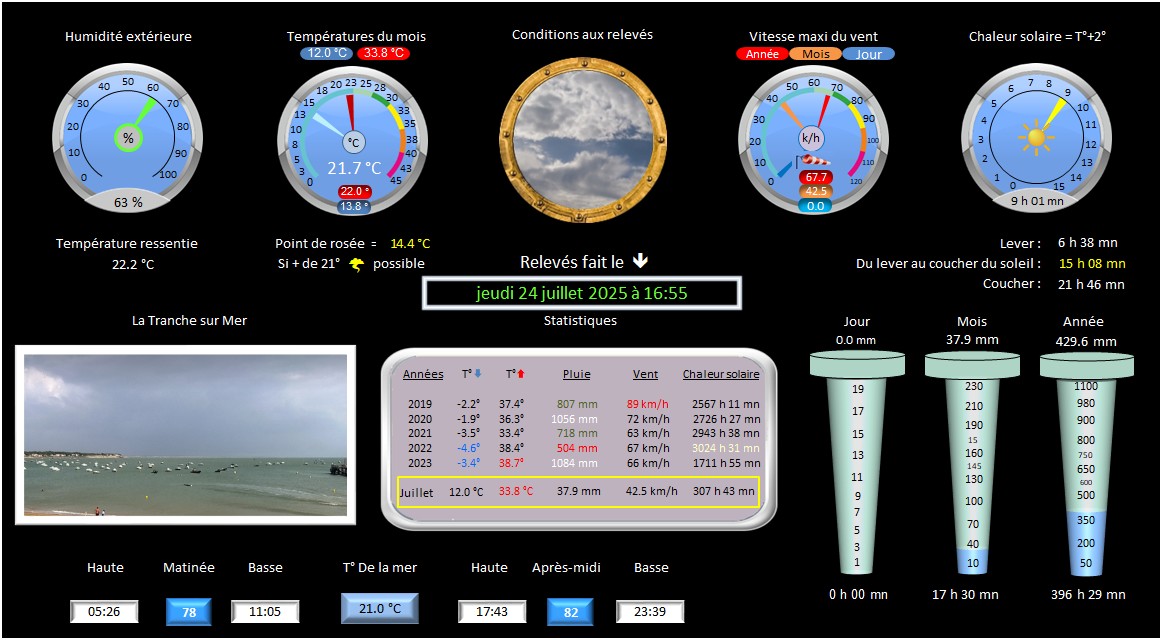 Humidité extérieure
Températures du mois
12.0 °C 33.8 °C
Conditions aux relevés
Vitesse maxi du vent
Année Mois Jour
Chaleur solaire = T°+2°
0 10 20 30 40 50 60 70 80 90 100
%
63 %
0 3 5 8 10 13 15 18 20 23 25 28 30 33 35 38 40 43 45
°C
21.7 °C
22.0 °
13.8 °
0 10 20 30 40 50 60 70 80 90 100 110 120
k/h
67.7
42.5
0.0
0 1 2 3 4 5 6 7 8 9 10 11 12 13 14 15
9 h 01 mn
Température ressentie
22.2 °C
Point de rosée = 14.4 °C
Si + de 21° possible
Relevés fait le
jeudi 24 juillet 2025 à 16:55
Lever : 6 h 38 mn
Du lever au coucher du soleil : 15 h 08 mn
Coucher : 21 h 46 mn
La Tranche sur Mer
Statistiques
Années T° T° Pluie Vent Chaleur solaire
2019 -2.2° 37.4° 807 mm 89 km/h 2567 h 11 mn
2020 -1.9° 36.3° 1056 mm 72 km/h 2726 h 27 mn
2021 -3.5° 33.4° 718 mm 63 km/h 2943 h 38 mn
2022 -4.6° 38.4° 504 mm 67 km/h 3024 h 31 mn
2023 -3.4° 38.7° 1084 mm 66 km/h 1711 h 55 mn
Juillet 12.0 °C 33.8 °C 37.9 mm 42.5 km/h 307 h 43 mn
Jour
0.0 mm
19
17
15
13
11
9
7
5
3
1
0 h 00 mn
Mois
37.9 mm
230
210
190
15
160
145
130
100
70
40
10
17 h 30 mn
Année
429.6 mm
1100
980
900
800
750
650
600
500
350
200
50
396 h 29 mn
Haute Matinée Basse T° De la mer Haute Après-midi Basse
05:26 78 11:05 21.0 °C 17:43 82 23:39